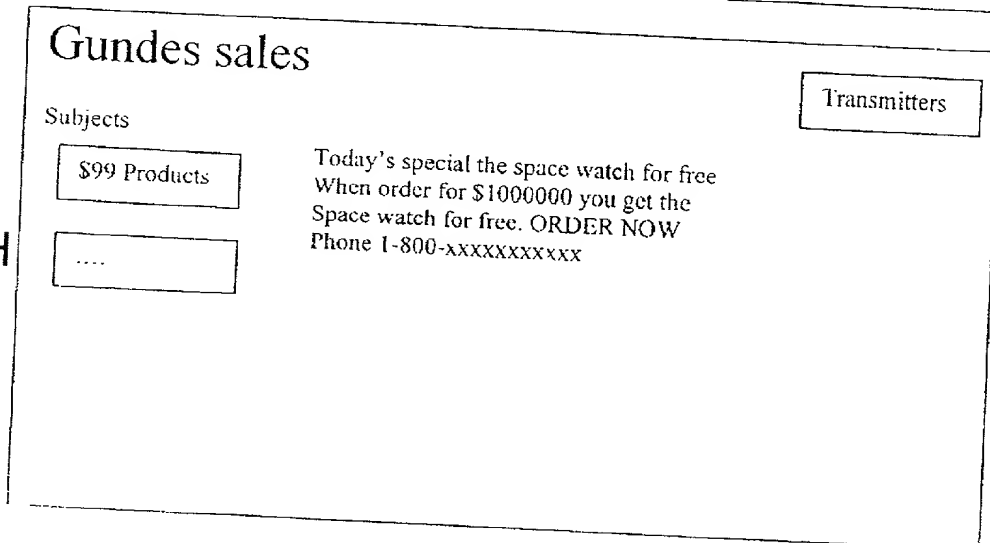 Gundes sales
Transmitters
Subjects
$99 Products
....
Today's special the space watch for free
When order for $1000000 you get the
Space watch for free. ORDER NOW
Phone 1-800-xxxxxxxxxxx